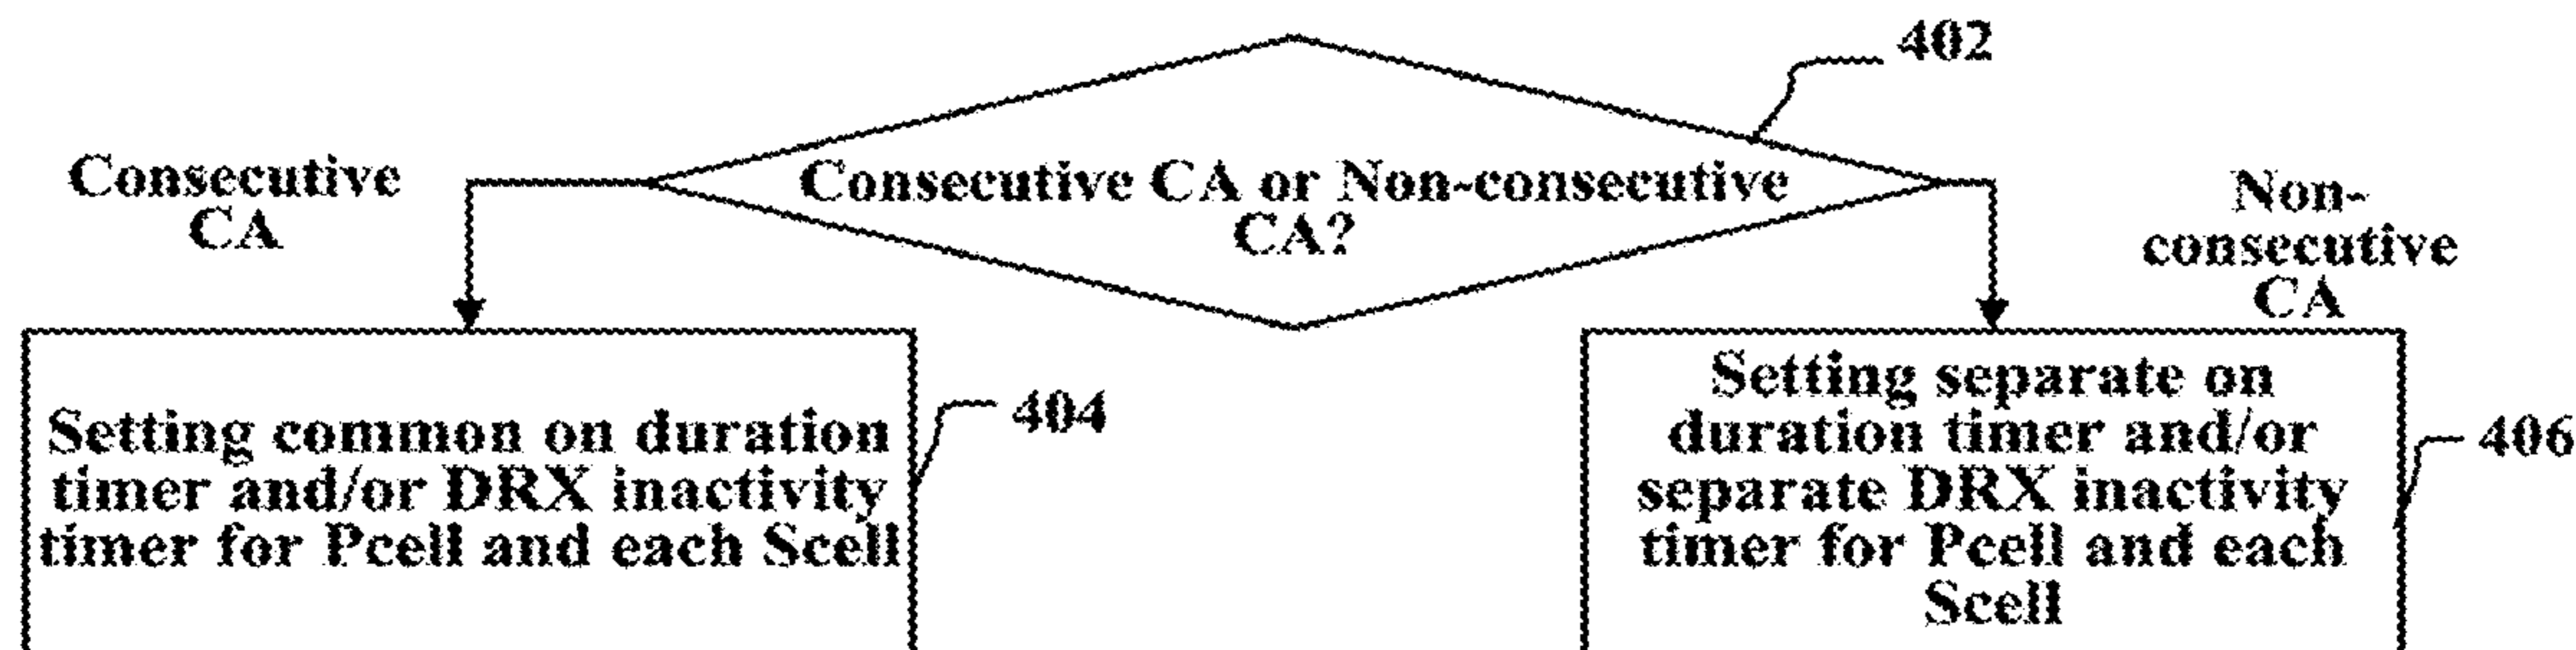 402
Consecutive
CA
Consecutive CA or Non-consecutive
CA?
Non-
consecutive
CA
Setting common on duration
timer and/or DRX inactivity
timer for Pcell and each Scell
404
Setting separate on
duration timer and/or
separate DRX inactivity
timer for Pcell and each
Scell
406